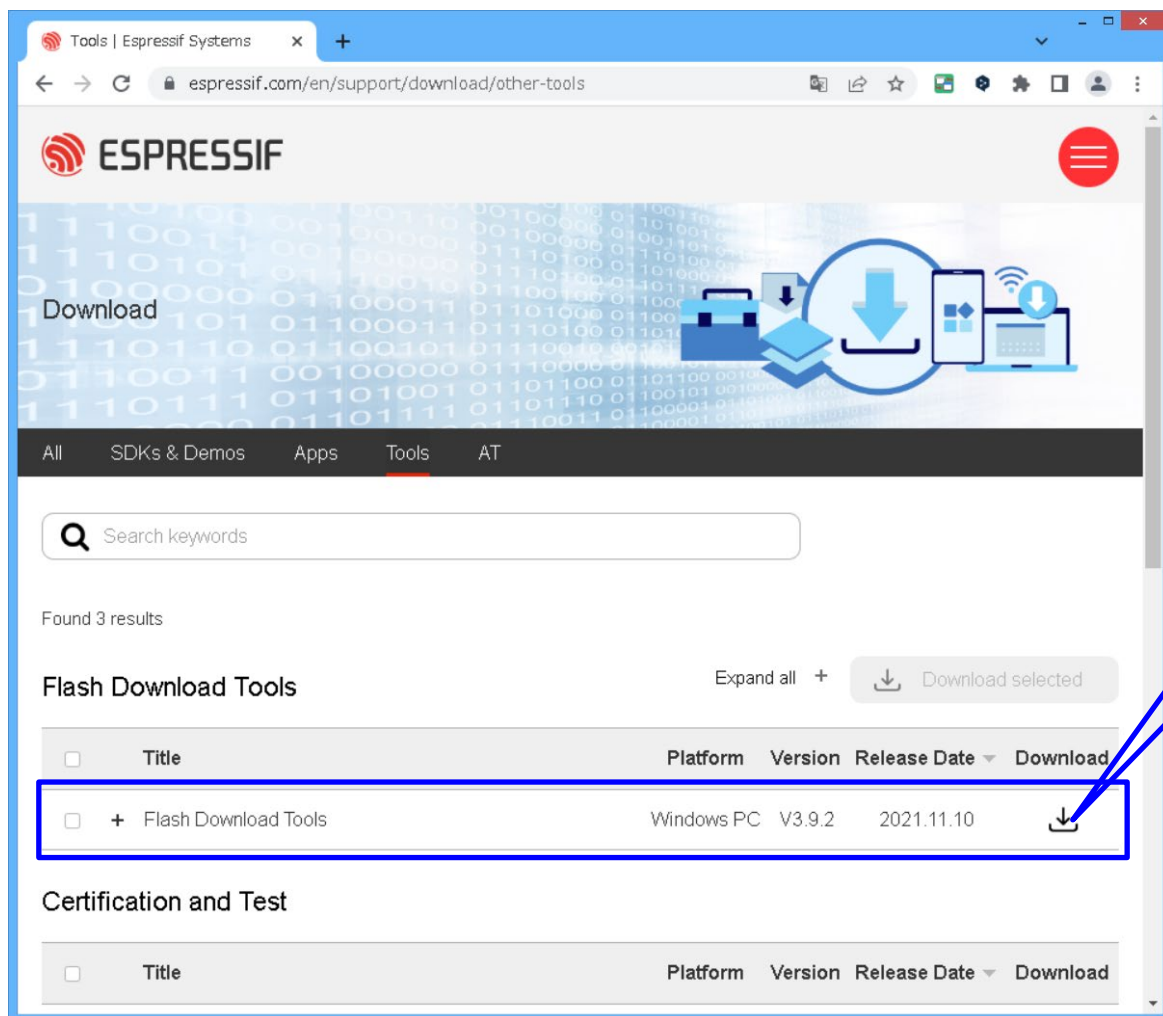 Tools | Espressif Systems
espressif.com/en/support/download/other-tools
ESPRESSIF
Download
All SDKs & Demos Apps Tools AT
Search keywords
Found 3 results
Flash Download Tools Expand all + Download selected
Title Platform Version Release Date Download
+ Flash Download Tools Windows PC V3.9.2 2021.11.10
Certification and Test
Title Platform Version Release Date Download